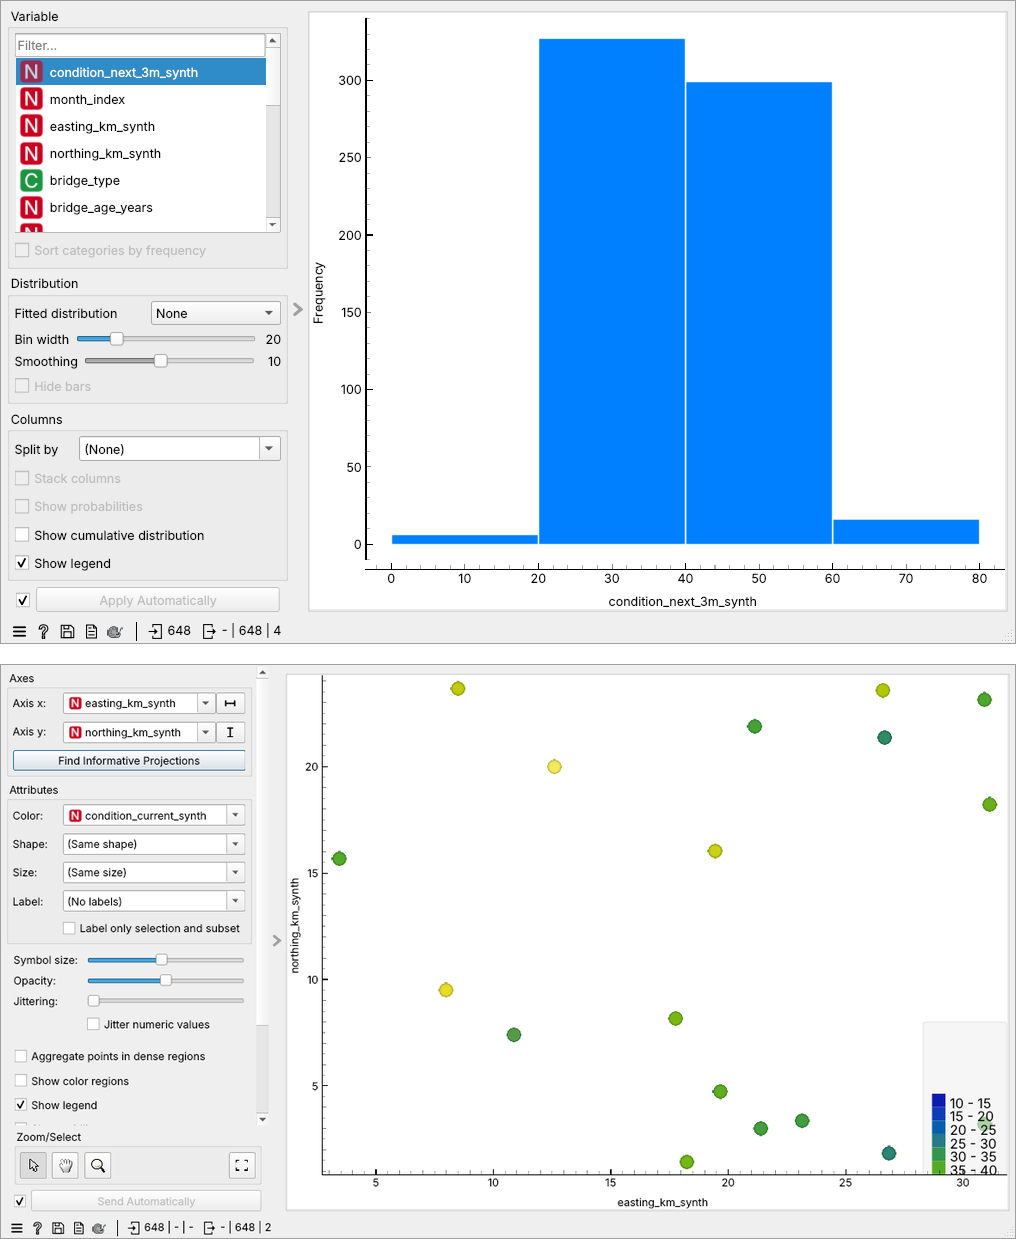 Variable
Filter...
N condition_next_3m_synth
N month_index
N easting_km_synth
N northing_km_synth
C bridge_type
N bridge_age_years
Sort categories by frequency
Distribution
Fitted distribution None
Bin width 20
Smoothing 10
Hide bars
Columns
Split by (None)
Stack columns
Show probabilities
Show cumulative distribution
Show legend
Apply Automatically
648 - | 648 | 4
Frequency
300
250
200
150
100
50
0
0 10 20 30 40 50 60 70 80
condition_next_3m_synth
Axes
Axis x: N easting_km_synth
Axis y: N northing_km_synth
Find Informative Projections
Attributes
Color: N condition_current_synth
Shape: (Same shape)
Size: (Same size)
Label: (No labels)
Label only selection and subset
Symbol size:
Opacity:
Jittering:
Jitter numeric values
Aggregate points in dense regions
Show color regions
Show legend
Zoom/Select
Send Automatically
648 | - | - - | 648 | 2
northing_km_synth
20
15
10
5
5 10 15 20 25 30
easting_km_synth
10 - 15
15 - 20
20 - 25
25 - 30
30 - 35
35 - 40